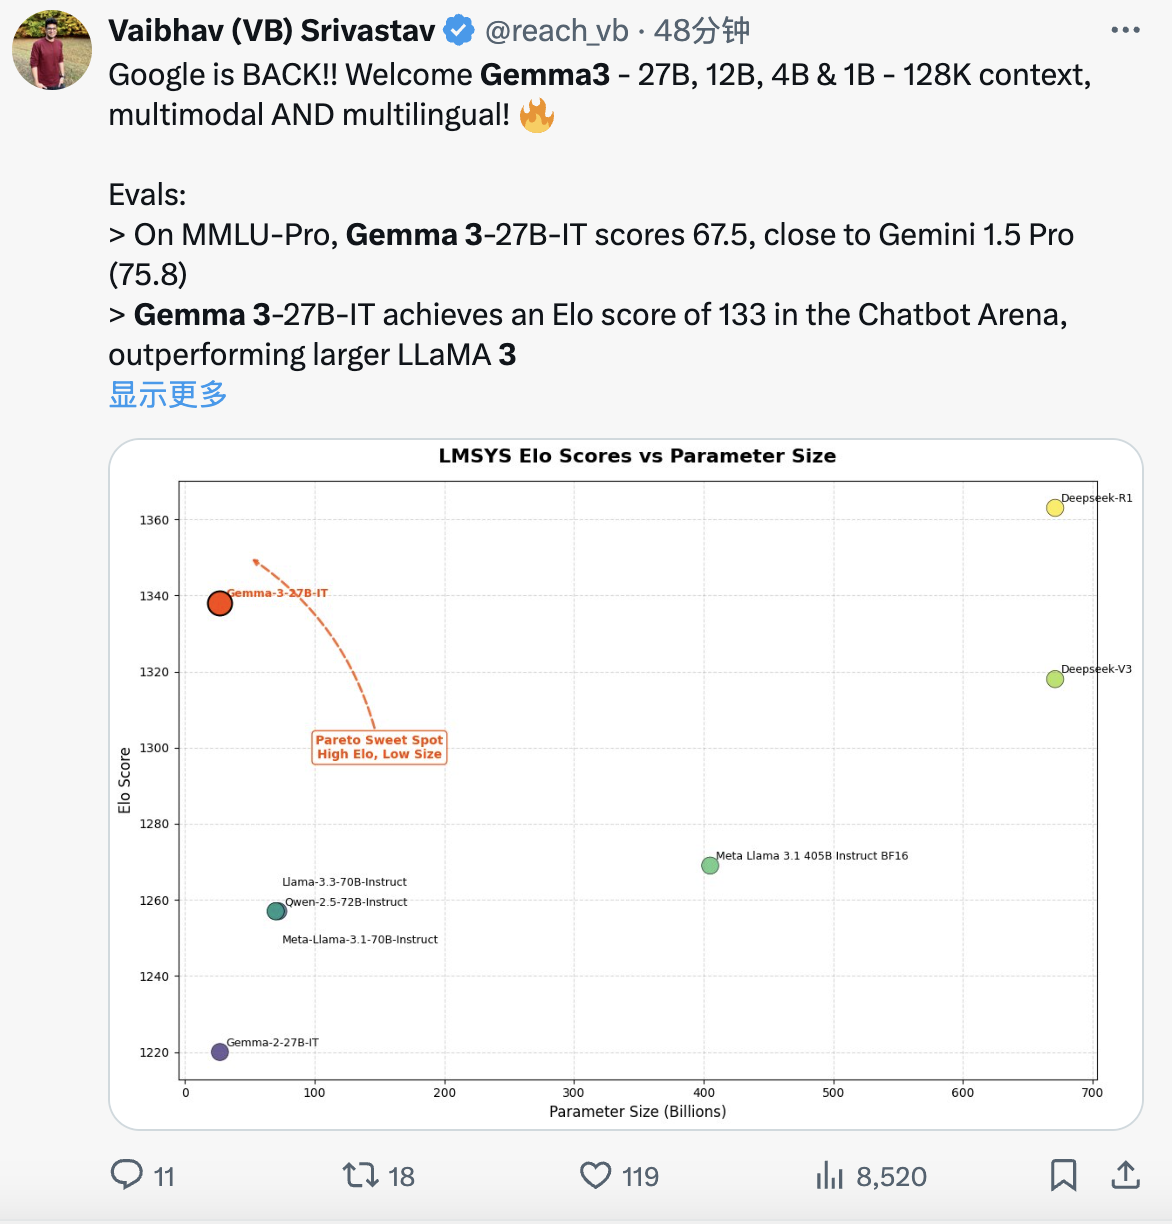 Vaibhav (VB) Srivastav @reach_vb · 48分钟
Google is BACK!! Welcome Gemma3 - 27B, 12B, 4B & 1B - 128K context,
multimodal AND multilingual! 🔥
Evals:
> On MMLU-Pro, Gemma 3-27B-IT scores 67.5, close to Gemini 1.5 Pro
(75.8)
> Gemma 3-27B-IT achieves an Elo score of 133 in the Chatbot Arena,
outperforming larger LLaMA 3
显示更多
LMSYS Elo Scores vs Parameter Size
Deepseek-R1
1360
Gemma-3-27B-IT
1340
Deepseek-V3
1320
Pareto Sweet Spot
High Elo, Low Size
1300
Elo Score
1280
Meta Llama 3.1 405B Instruct BF16
Llama-3.3-70B-Instruct
1260
Qwen-2.5-72B-Instruct
Meta-Llama-3.1-70B-Instruct
1240
Gemma-2-27B-IT
1220
0 100 200 300 400 500 600 700
Parameter Size (Billions)
11 18 119 8,520